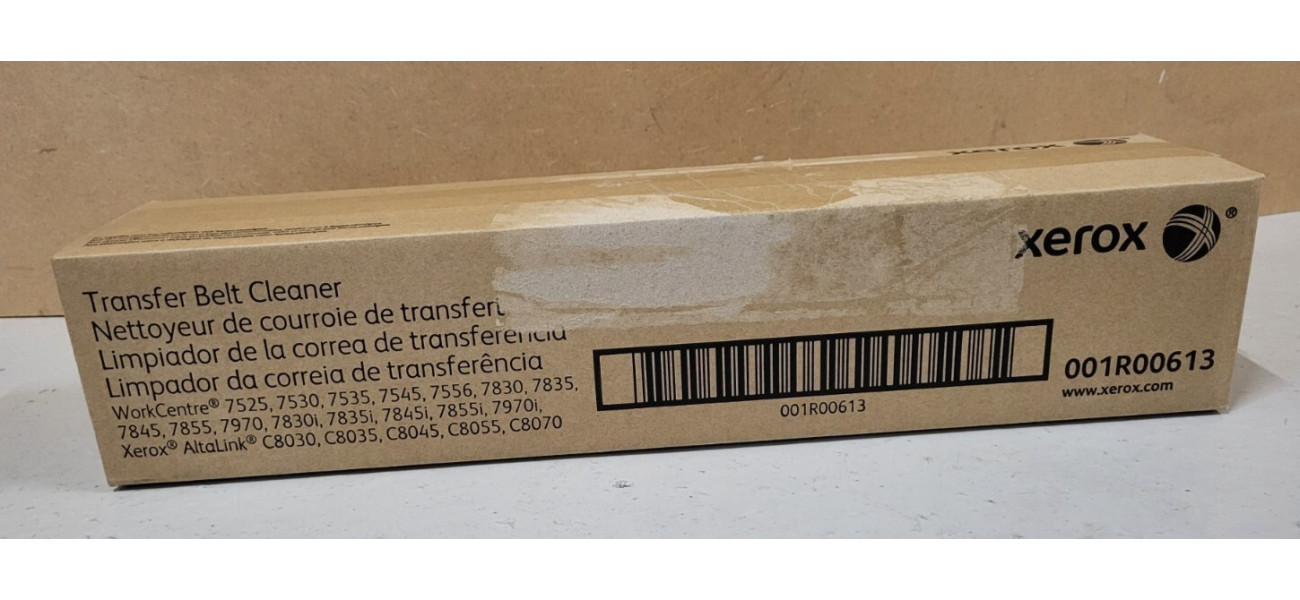 xerox
xerox ®
Transfer Belt Cleaner
Nettoyeur de courroie de transfert
Limpiador de la correa de transferencia
Limpador da correia de transferência
WorkCentre® 7525, 7530, 7535, 7545, 7556, 7830, 7835,
7845, 7855, 7970, 7830i, 7835i, 7845i, 7855i, 7970i,
Xerox® AltaLink® C8030, C8035, C8045, C8055, C8070
001R00613
001R00613
www.xerox.com